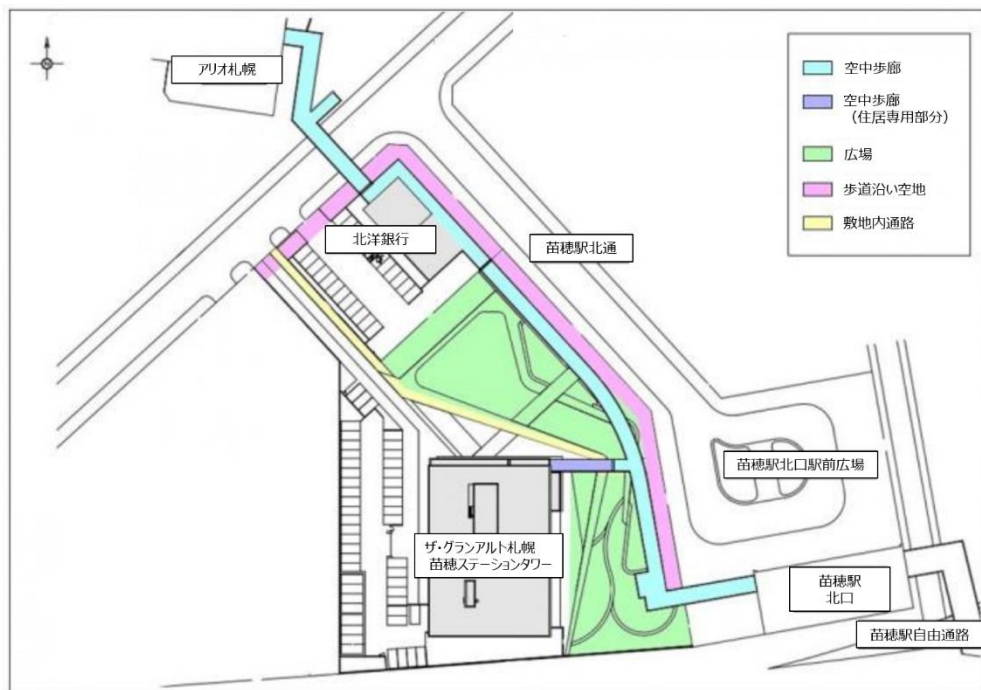 アリオ札幌
空中歩廊
空中歩廊
（住居専用部分）
広場
歩道沿い空地
敷地内通路
北洋銀行
苗穂駅北通
苗穂駅北口駅前広場
ザ・グランアルト札幌
苗穂ステーションタワー
苗穂駅
北口
苗穂駅自由通路